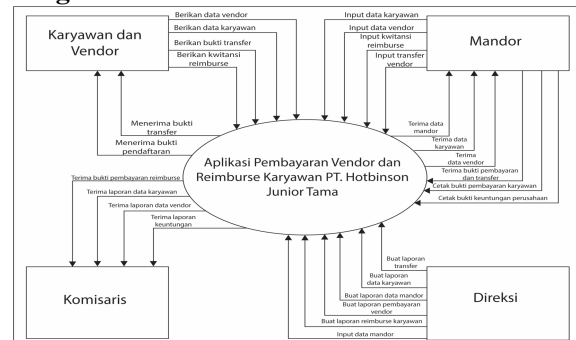 Karyawan dan
Vendor
Berikan data vendor
Berikan data karyawan
Berikan bukti transfer
Berikan kwitansi reimburse
Input data karyawan
Input data vendor
Input kwitansi
reimburse
Input transfer
vendor
Mandor
Menerima bukti
transfer
Menerima bukti
pendaftaran
Terima data
mandor
Terima data
karyawan
Terima
data vendor
Terima bukti pembayaran
dan transfer
Cetak bukti pembayaran karyawan
Cetak bukti keuntungan perusahaan
Aplikasi Pembayaran Vendor dan
Reimburse Karyawan PT. Hotbinson
Junior Tama
Terima bukti pembayaran reimburse
Terima laporan data karyawan
Terima laporan data vendor
Terima laporan
keuntungan
Komisaris
Buat laporan
transfer
Buat laporan
data karyawan
Buat laporan data mandor
Buat laporan pembayaran
vendor
Buat laporan reimburse karyawan
Input data mandor
Direksi